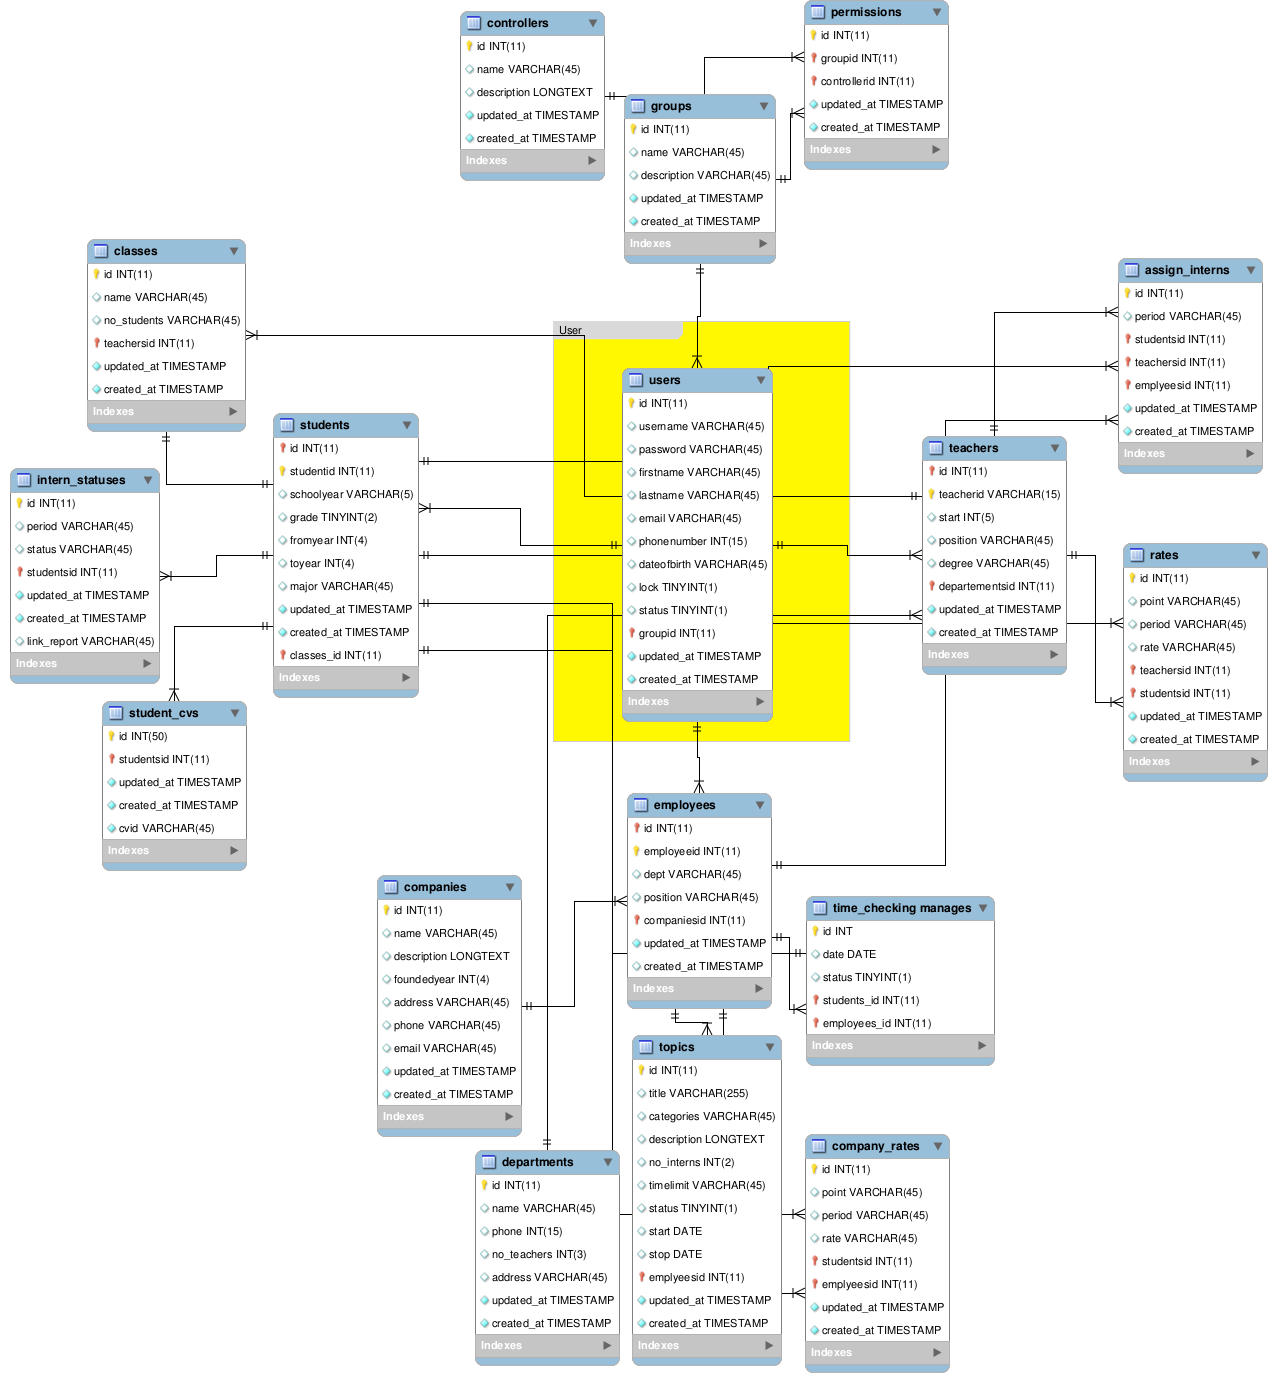 controllers
id INT(11)
name VARCHAR(45)
description LONGTEXT
updated_at TIMESTAMP
created_at TIMESTAMP
Indexes
permissions
id INT(11)
groupid INT(11)
controllerid INT(11)
updated_at TIMESTAMP
created_at TIMESTAMP
Indexes
groups
id INT(11)
name VARCHAR(45)
description VARCHAR(45)
updated_at TIMESTAMP
created_at TIMESTAMP
Indexes
classes
id INT(11)
name VARCHAR(45)
no_students VARCHAR(45)
teachersid INT(11)
updated_at TIMESTAMP
created_at TIMESTAMP
Indexes
assign_interns
id INT(11)
period VARCHAR(45)
studentsid INT(11)
teachersid INT(11)
emplyeesid INT(11)
updated_at TIMESTAMP
created_at TIMESTAMP
Indexes
User
users
id INT(11)
username VARCHAR(45)
password VARCHAR(45)
firstname VARCHAR(45)
lastname VARCHAR(45)
email VARCHAR(45)
phonenumber INT(15)
dateofbirth VARCHAR(45)
lock TINYINT(1)
status TINYINT(1)
groupid INT(11)
updated_at TIMESTAMP
created_at TIMESTAMP
Indexes
students
id INT(11)
studentid INT(11)
schoolyear VARCHAR(5)
grade TINYINT(2)
fromyear INT(4)
toyear INT(4)
major VARCHAR(45)
updated_at TIMESTAMP
created_at TIMESTAMP
classes_id INT(11)
Indexes
teachers
id INT(11)
teacherid VARCHAR(15)
start INT(5)
position VARCHAR(45)
degree VARCHAR(45)
departementsid INT(11)
updated_at TIMESTAMP
created_at TIMESTAMP
Indexes
intern_statuses
id INT(11)
period VARCHAR(45)
status VARCHAR(45)
studentsid INT(11)
updated_at TIMESTAMP
created_at TIMESTAMP
link_report VARCHAR(45)
Indexes
rates
id INT(11)
point VARCHAR(45)
period VARCHAR(45)
rate VARCHAR(45)
teachersid INT(11)
studentsid INT(11)
updated_at TIMESTAMP
created_at TIMESTAMP
Indexes
student_cvs
id INT(50)
studentsid INT(11)
updated_at TIMESTAMP
created_at TIMESTAMP
cvid VARCHAR(45)
Indexes
employees
id INT(11)
employeeid INT(11)
dept VARCHAR(45)
position VARCHAR(45)
companiesid INT(11)
updated_at TIMESTAMP
created_at TIMESTAMP
Indexes
companies
id INT(11)
name VARCHAR(45)
description LONGTEXT
foundedyear INT(4)
address VARCHAR(45)
phone VARCHAR(45)
email VARCHAR(45)
updated_at TIMESTAMP
created_at TIMESTAMP
Indexes
time_checking manages
id INT
date DATE
status TINYINT(1)
students_id INT(11)
employees_id INT(11)
Indexes
topics
id INT(11)
title VARCHAR(255)
categories VARCHAR(45)
description LONGTEXT
no_interns INT(2)
timelimit VARCHAR(45)
status TINYINT(1)
start DATE
stop DATE
emplyeesid INT(11)
updated_at TIMESTAMP
created_at TIMESTAMP
Indexes
departments
id INT(11)
name VARCHAR(45)
phone INT(15)
no_teachers INT(3)
address VARCHAR(45)
updated_at TIMESTAMP
created_at TIMESTAMP
Indexes
company_rates
id INT(11)
point VARCHAR(45)
period VARCHAR(45)
rate VARCHAR(45)
studentsid INT(11)
emplyeesid INT(11)
updated_at TIMESTAMP
created_at TIMESTAMP
Indexes